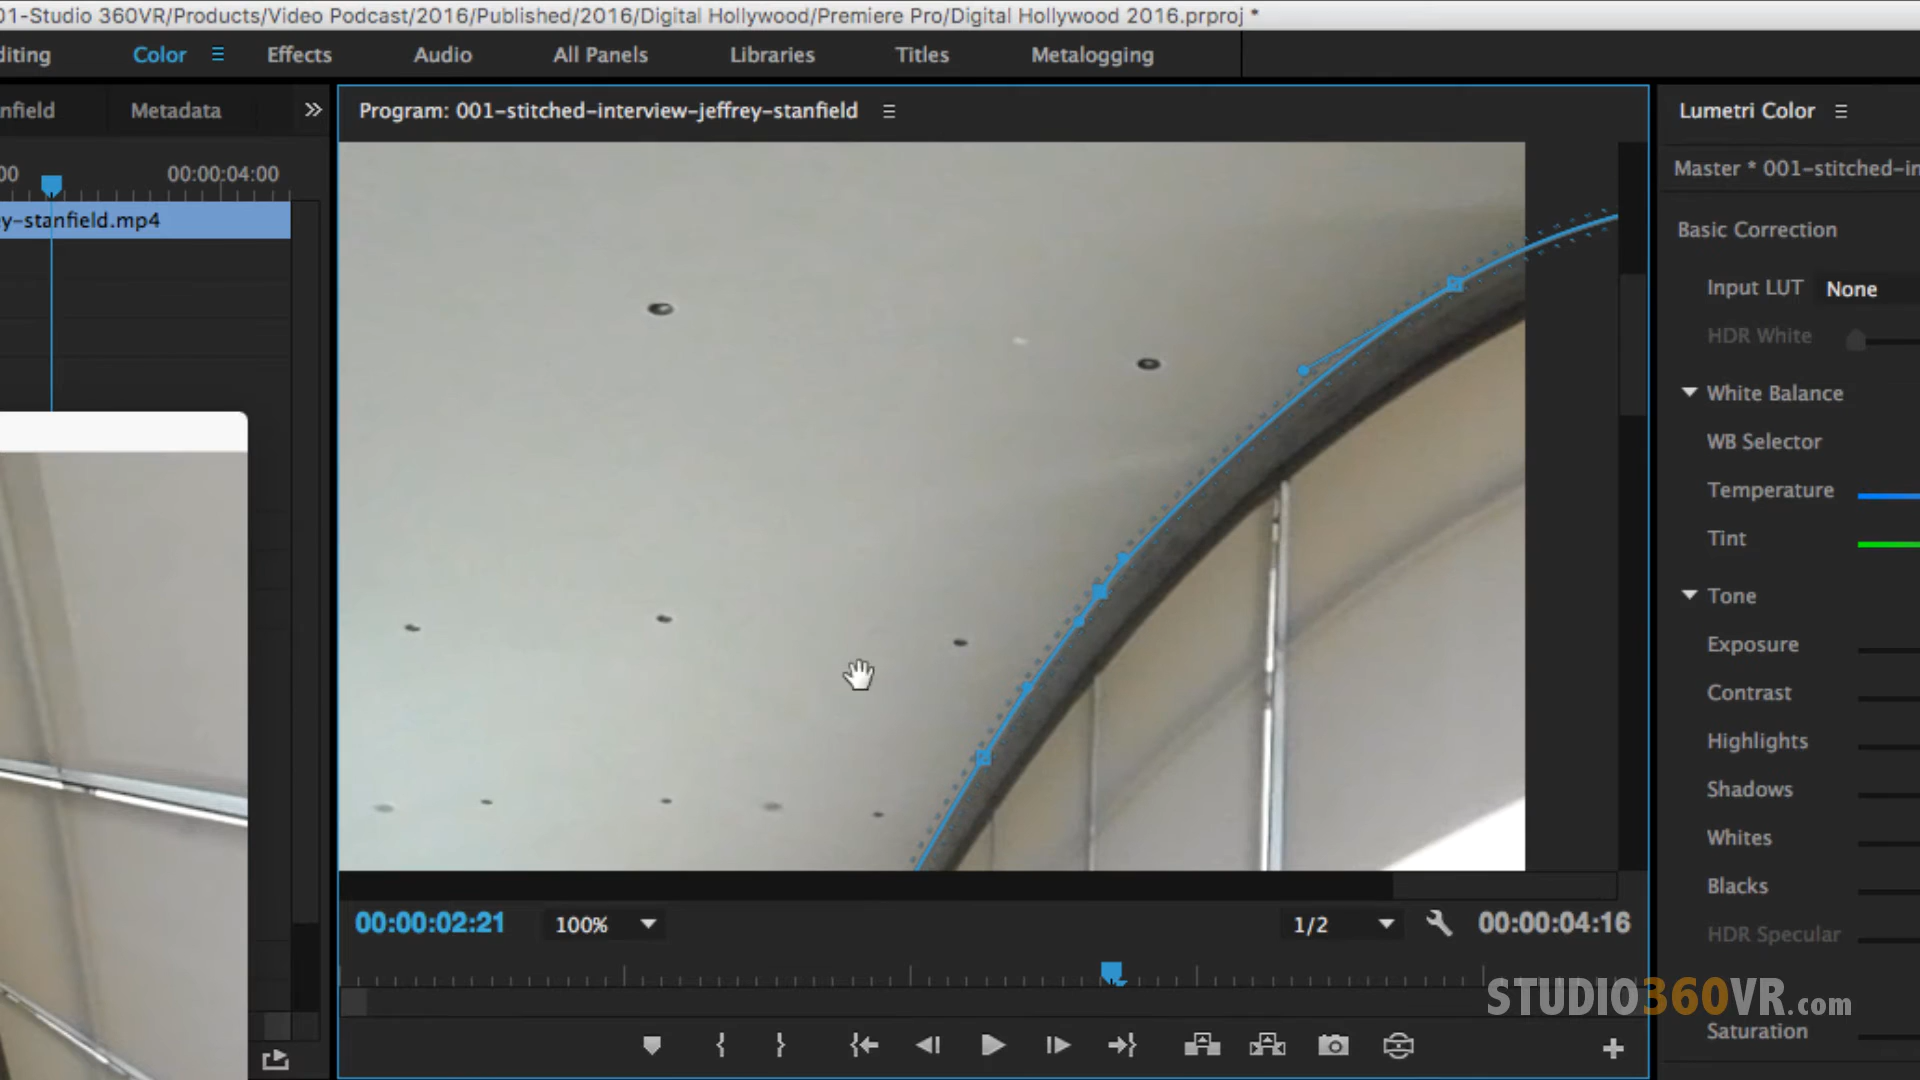 01-Studio 360VR/Products/Video Podcast/2016/Published/2016/Digital Hollywood/Premiere Pro/Digital Hollywood 2016.prproj *
diting Color Effects Audio All Panels Libraries Titles Metalogging
nfield Metadata
Program: 001-stitched-interview-jeffrey-stanfield
Lumetri Color
00 00:00:04:00
Master * 001-stitched-in
y-stanfield.mp4
Basic Correction
Input LUT None
HDR White
White Balance
WB Selector
Temperature
Tint
Tone
Exposure
Contrast
Highlights
Shadows
Whites
Blacks
HDR Specular
00:00:02:21 100% 1/2 00:00:04:16
STUDIO360VR.com
Saturation